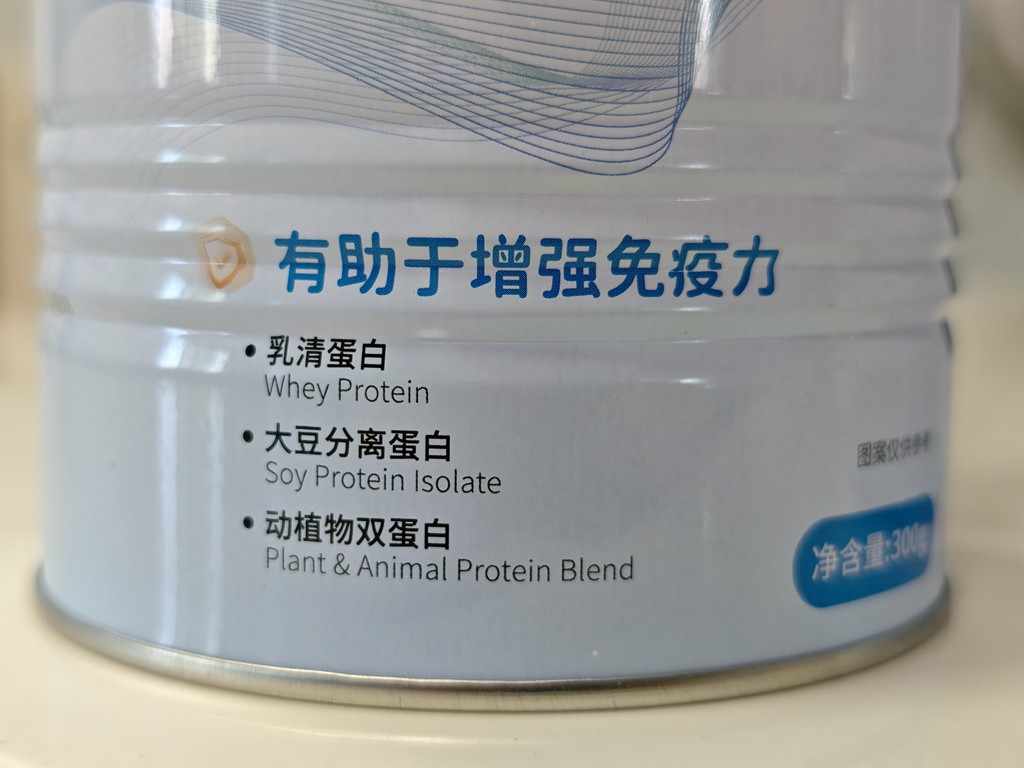 有助于增强免疫力
• 乳清蛋白
Whey Protein
• 大豆分离蛋白
Soy Protein Isolate
• 动植物双蛋白
Plant & Animal Protein Blend
图案仅供参考
净含量:300g